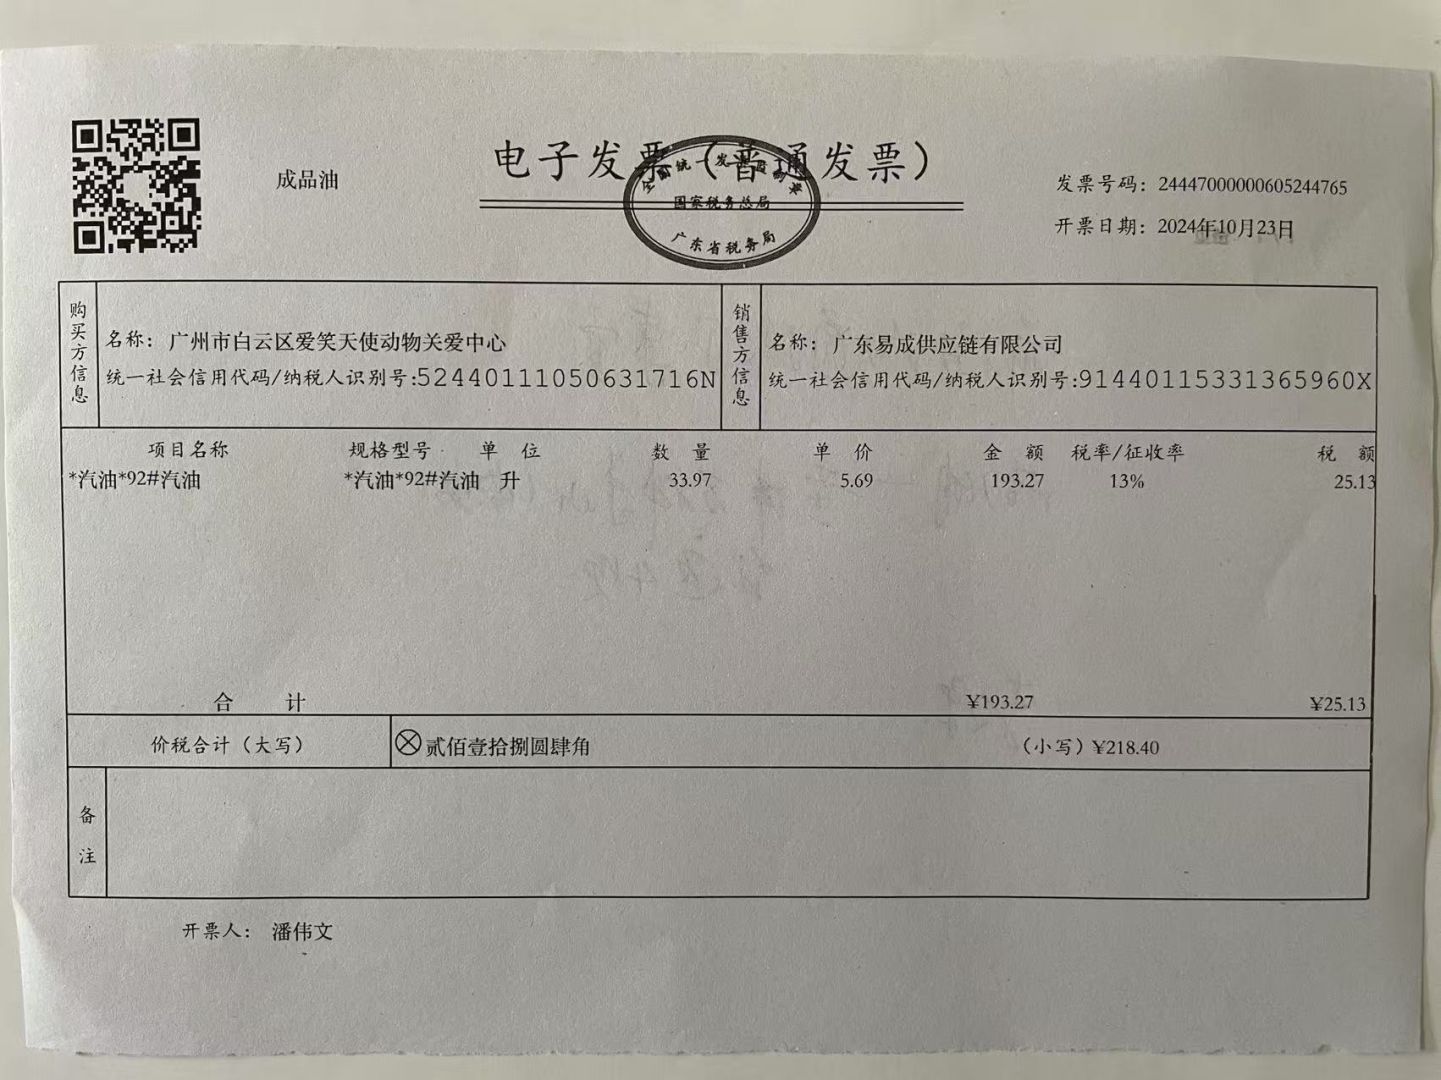 电子发票（普通发票）
全国统一发票监制章
国家税务总局
广东省税务局
成品油
发票号码：24447000000605244765
开票日期：2024年10月23日
购买方信息
名称：广州市白云区爱笑天使动物关爱中心
统一社会信用代码/纳税人识别号:52440111050631716N
销售方信息
名称：广东易成供应链有限公司
统一社会信用代码/纳税人识别号:91440115331365960X
项目名称 规格型号 单 位 数 量 单 价 金 额 税率/征收率 税 额
*汽油*92#汽油 *汽油*92#汽油 升 33.97 5.69 193.27 13% 25.13
合 计 ¥193.27 ¥25.13
价税合计（大写） ⊗贰佰壹拾捌圆肆角 （小写）¥218.40
备注
开票人： 潘伟文